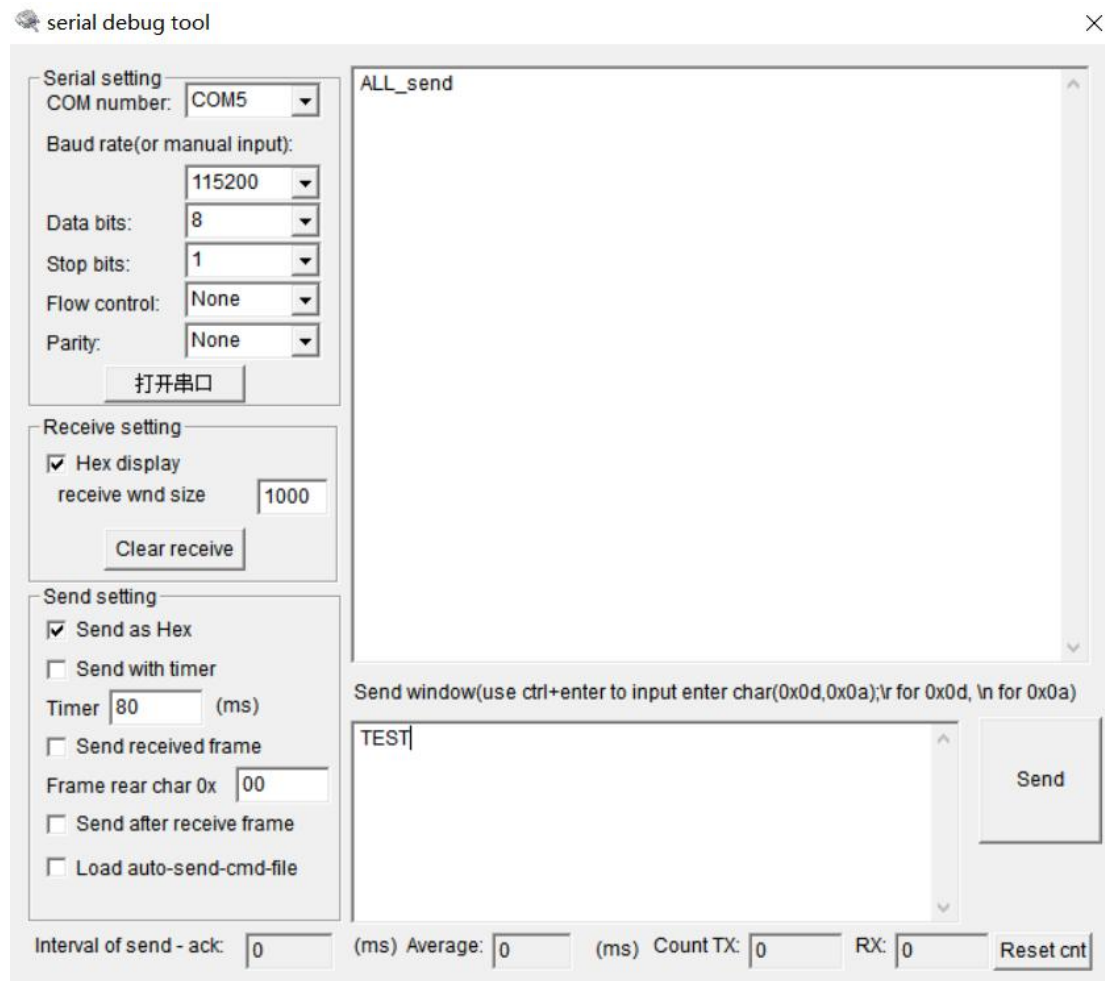 serial debug tool
Serial setting
COM number: COM5
Baud rate(or manual input):
115200
Data bits: 8
Stop bits: 1
Flow control: None
Parity: None
打开串口
Receive setting
Hex display
receive wnd size 1000
Clear receive
Send setting
Send as Hex
Send with timer
Timer 80 (ms)
Send received frame
Frame rear char 0x 00
Send after receive frame
Load auto-send-cmd-file
ALL_send
Send window(use ctrl+enter to input enter char(0x0d,0x0a);\r for 0x0d, \n for 0x0a)
TEST
Send
Interval of send - ack: 0 (ms) Average: 0 (ms) Count TX: 0 RX: 0 Reset cnt